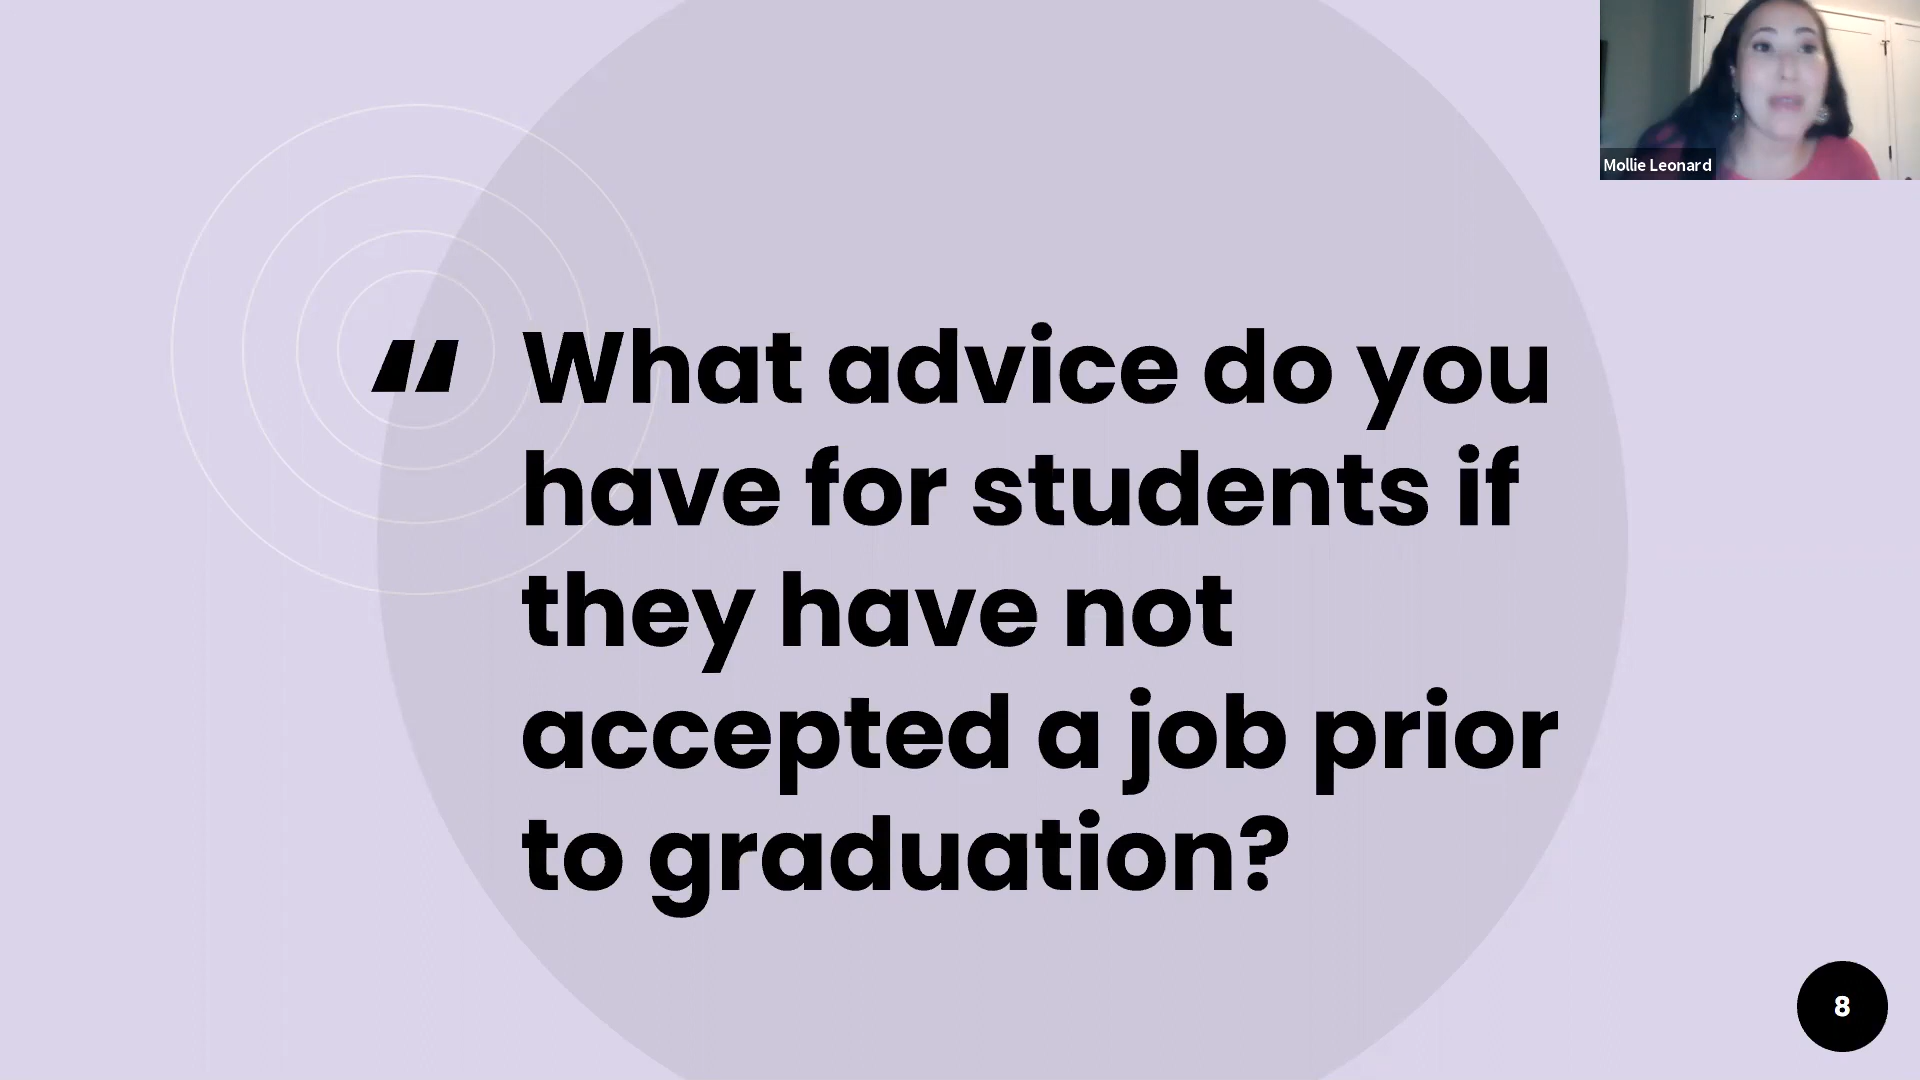 Mollie Leonard
“ What advice do you
have for students if
they have not
accepted a job prior
to graduation?
8